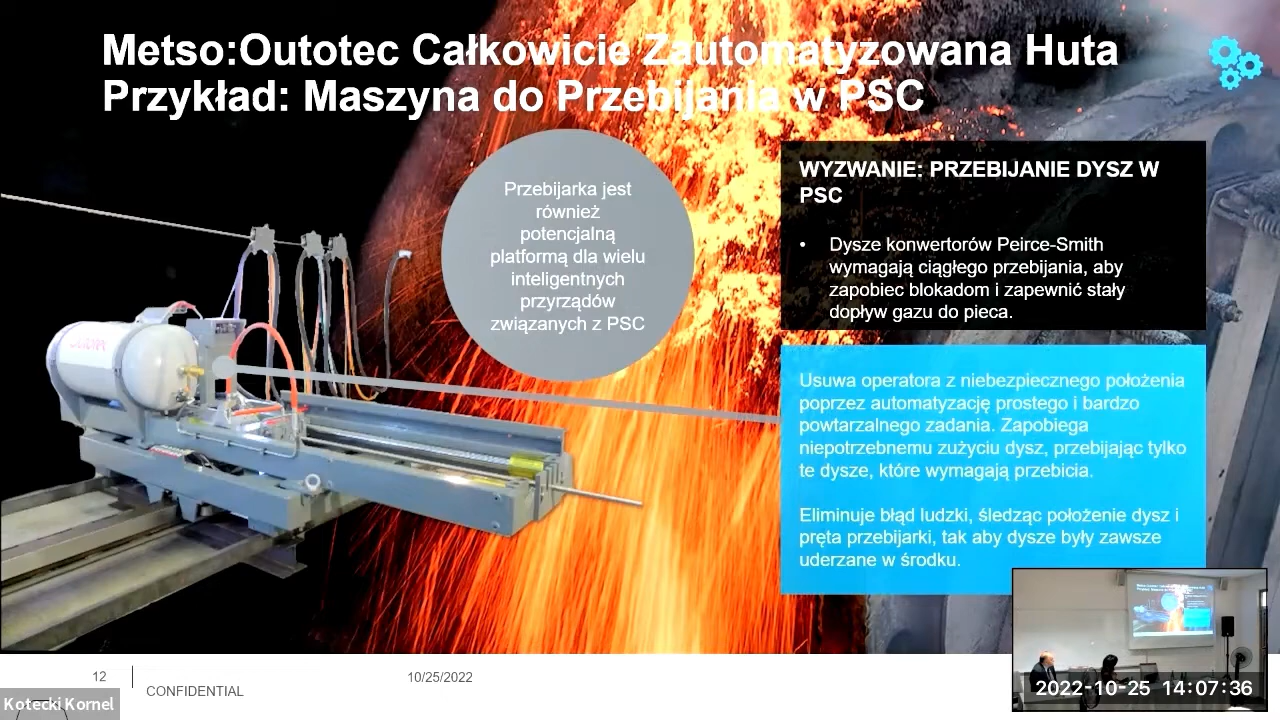 Metso:Outotec Całkowicie Zautomatyzowana Huta
Przykład: Maszyna do Przebijania w PSC
Przebijarka jest
również
potencjalną
platformą dla wielu
inteligentnych
przyrządów
związanych z PSC
WYZWANIE: PRZEBIJANIE DYSZ W
PSC
• Dysze konwertorów Peirce-Smith
wymagają ciągłego przebijania, aby
zapobiec blokadom i zapewnić stały
dopływ gazu do pieca.
Usuwa operatora z niebezpiecznego położenia
poprzez automatyzację prostego i bardzo
powtarzalnego zadania. Zapobiega
niepotrzebnemu zużyciu dysz, przebijając tylko
te dysze, które wymagają przebicia.
Eliminuje błąd ludzki, śledząc położenie dysz i
pręta przebijarki, tak aby dysze były zawsze
uderzane w środku.
12
CONFIDENTIAL
10/25/2022
Kotecki Kornel
2022-10-25 14:07:36